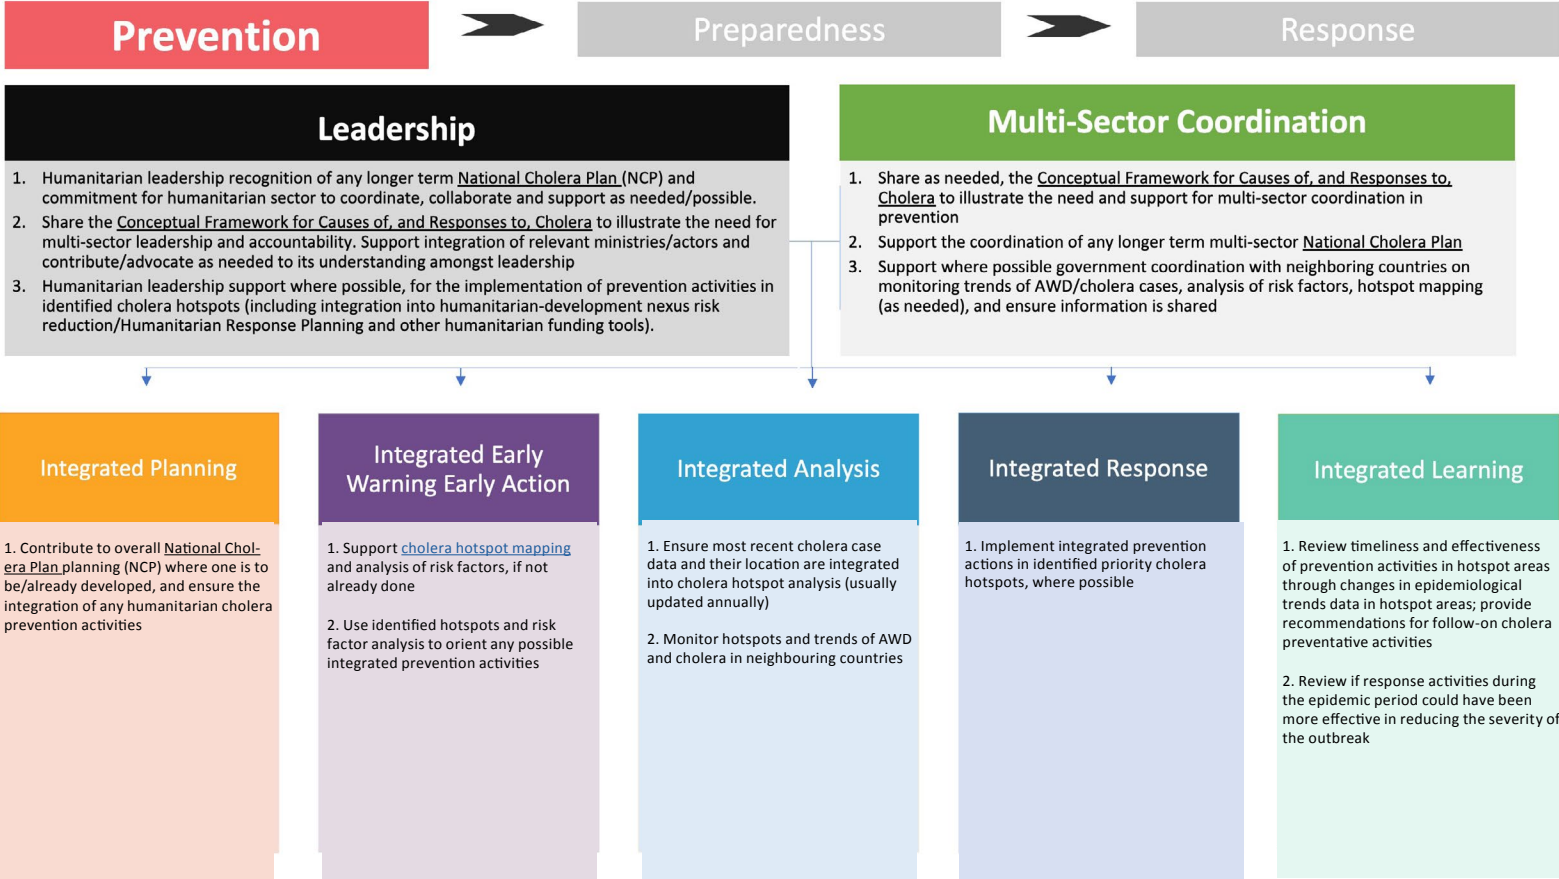 Prevention
Preparedness
Response
Leadership
1. Humanitarian leadership recognition of any longer term National Cholera Plan (NCP) and
commitment for humanitarian sector to coordinate, collaborate and support as needed/possible.
2. Share the Conceptual Framework for Causes of, and Responses to, Cholera to illustrate the need for
multi-sector leadership and accountability. Support integration of relevant ministries/actors and
contribute/advocate as needed to its understanding amongst leadership
3. Humanitarian leadership support where possible, for the implementation of prevention activities in
identified cholera hotspots (including integration into humanitarian-development nexus risk
reduction/Humanitarian Response Planning and other humanitarian funding tools).
Multi-Sector Coordination
1. Share as needed, the Conceptual Framework for Causes of, and Responses to,
Cholera to illustrate the need and support for multi-sector coordination in
prevention
2. Support the coordination of any longer term multi-sector National Cholera Plan
3. Support where possible government coordination with neighboring countries on
monitoring trends of AWD/cholera cases, analysis of risk factors, hotspot mapping
(as needed), and ensure information is shared
Integrated Planning
1. Contribute to overall National Chol-
era Plan planning (NCP) where one is to
be/already developed, and ensure the
integration of any humanitarian cholera
prevention activities
Integrated Early
Warning Early Action
1. Support cholera hotspot mapping
and analysis of risk factors, if not
already done
2. Use identified hotspots and risk
factor analysis to orient any possible
integrated prevention activities
Integrated Analysis
1. Ensure most recent cholera case
data and their location are integrated
into cholera hotspot analysis (usually
updated annually)
2. Monitor hotspots and trends of AWD
and cholera in neighbouring countries
Integrated Response
1. Implement integrated prevention
actions in identified priority cholera
hotspots, where possible
Integrated Learning
1. Review timeliness and effectiveness
of prevention activities in hotspot areas
through changes in epidemiological
trends data in hotspot areas; provide
recommendations for follow-on cholera
preventative activities
2. Review if response activities during
the epidemic period could have been
more effective in reducing the severity of
the outbreak